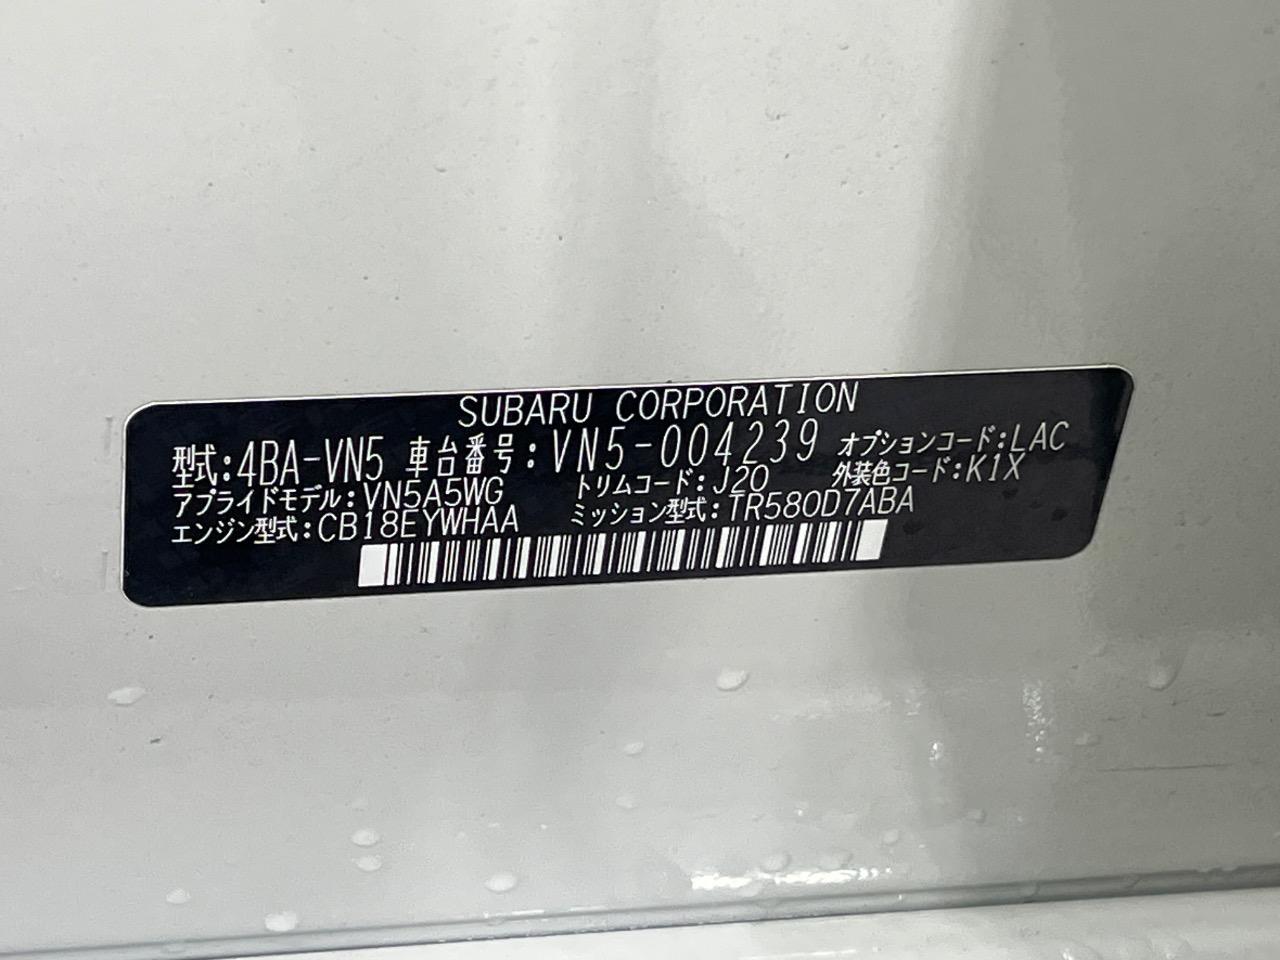 SUBARU CORPORATION
型式:4BA-VN5 車台番号:VN5-004239 オプションコード:LAC
アプライドモデル:VN5A5WG トリムコード:J20 外装色コード:K1X
エンジン型式:CB18EYWHAA ミッション型式:TR580D7ABA